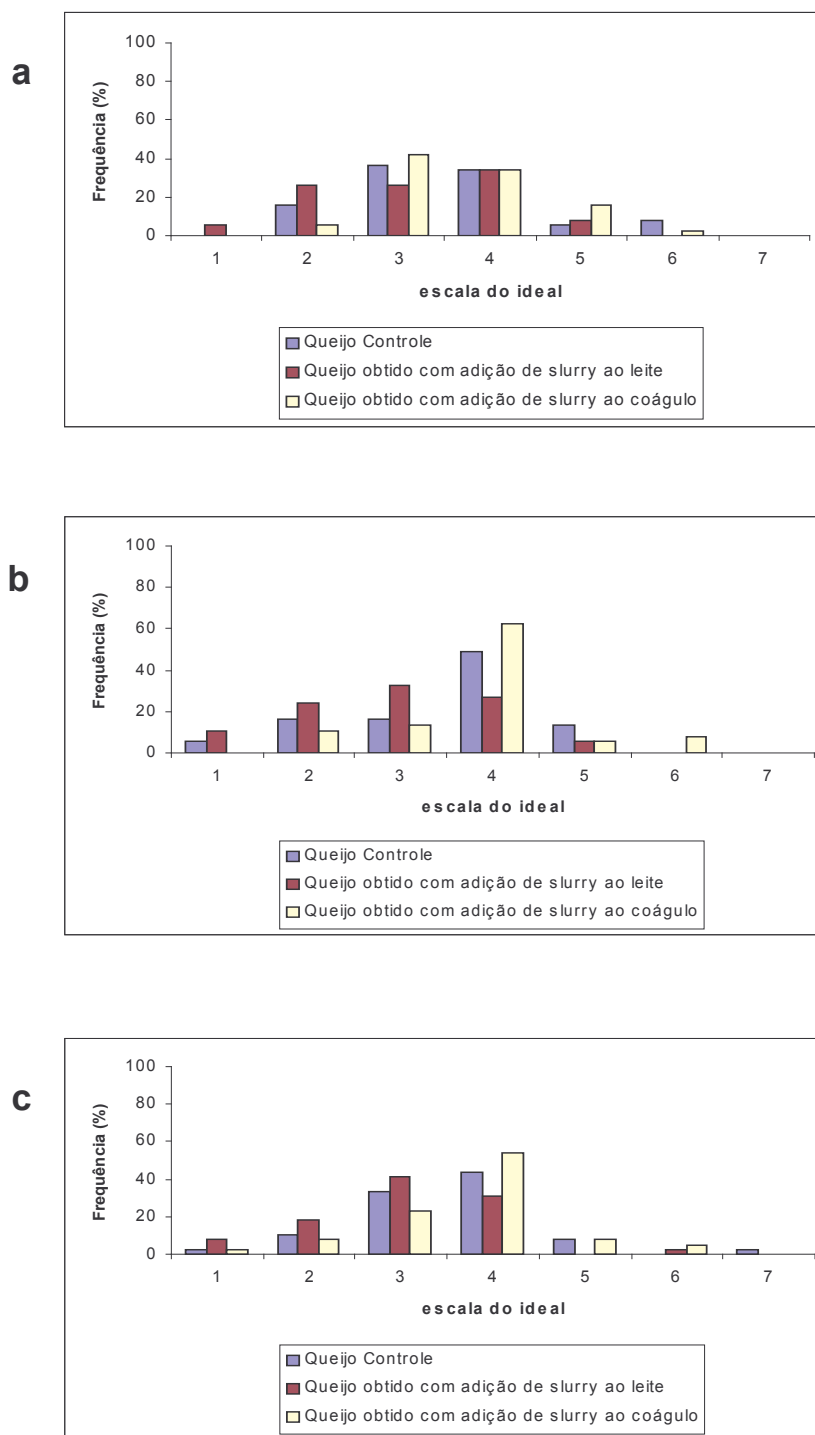 a
Frequência (%)
100
80
60
40
20
0
1 2 3 4 5 6 7
escala do ideal
Queijo Controle
Queijo obtido com adição de slurry ao leite
Queijo obtido com adição de slurry ao coágulo
b
Frequência (%)
100
80
60
40
20
0
1 2 3 4 5 6 7
escala do ideal
Queijo Controle
Queijo obtido com adição de slurry ao leite
Queijo obtido com adição de slurry ao coágulo
c
Frequência (%)
100
80
60
40
20
0
1 2 3 4 5 6 7
escala do ideal
Queijo Controle
Queijo obtido com adição de slurry ao leite
Queijo obtido com adição de slurry ao coágulo